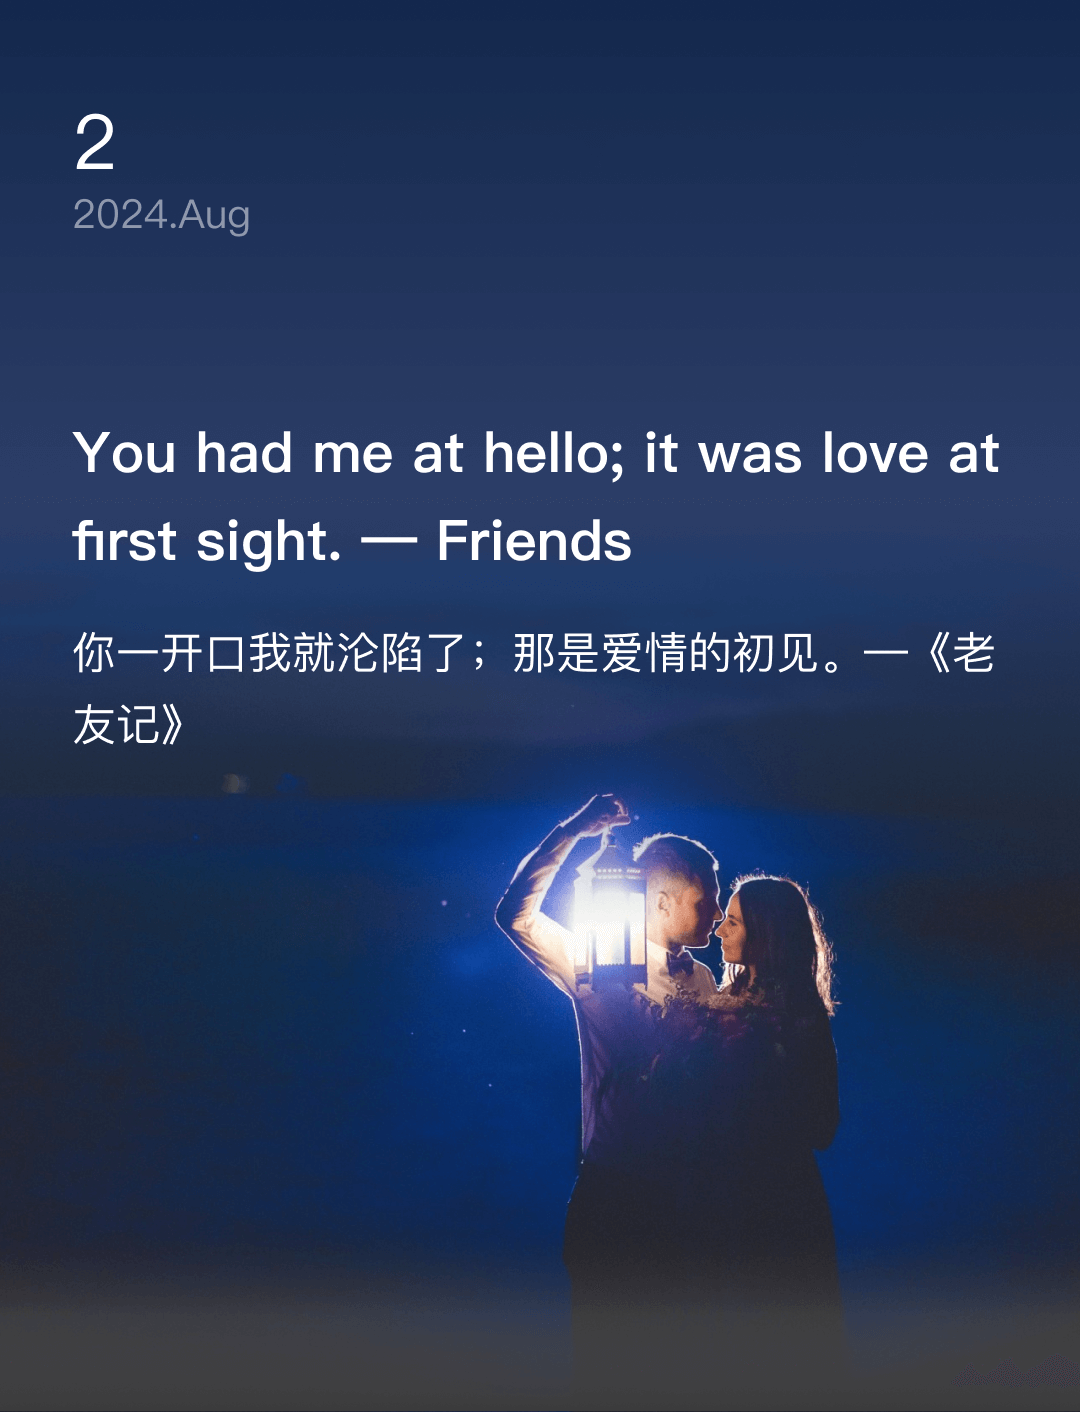 2
2024.Aug
You had me at hello; it was love at
first sight. — Friends
你一开口我就沦陷了；那是爱情的初见。—《老
友记》